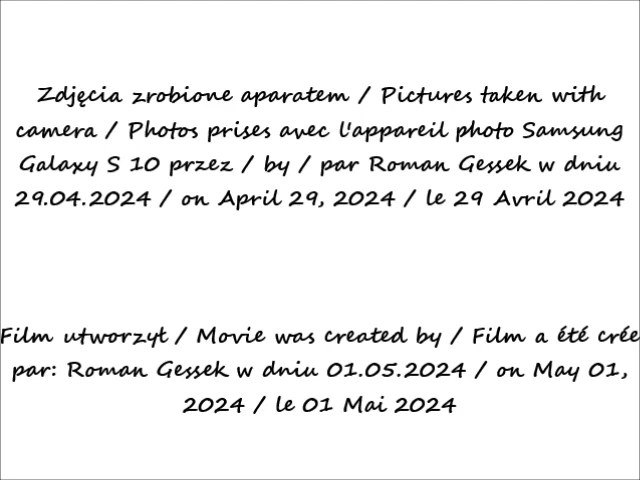 Zdjęcia zrobione aparatem / Pictures taken with
camera / Photos prises avec l'appareil photo Samsung
Galaxy S 10 przez / by / par Roman Gessek w dniu
29.04.2024 / on April 29, 2024 / le 29 Avril 2024
Film utworzył / Movie was created by / Film a été crée
par: Roman Gessek w dniu 01.05.2024 / on May 01,
2024 / le 01 Mai 2024